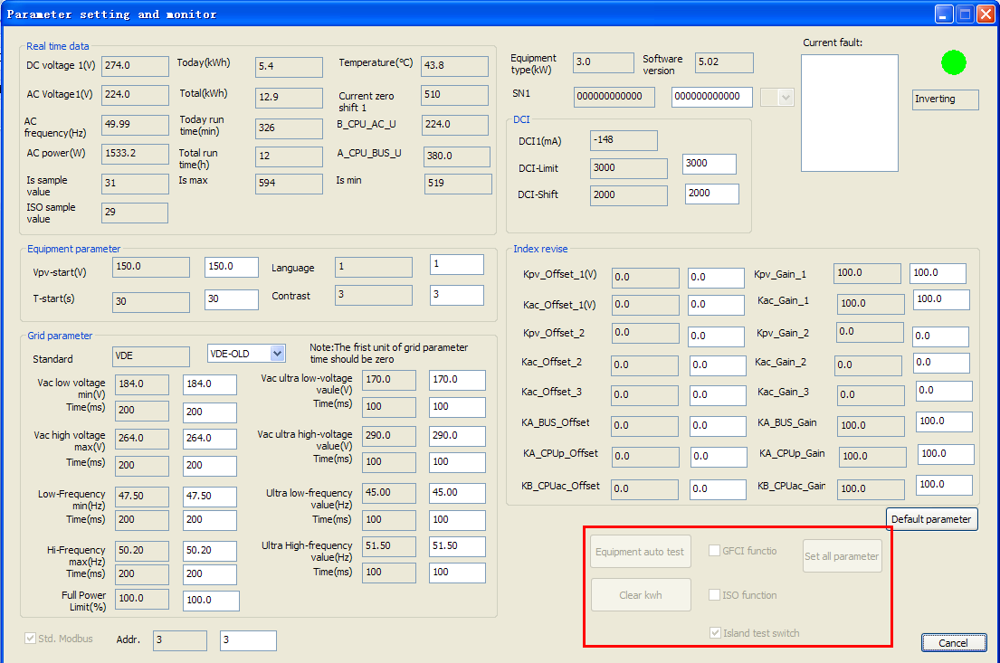 Parameter setting and monitor
Real time data
DC voltage 1(V) 274.0 Today(kWh) 5.4 Temperature(℃) 43.8
AC Voltage1(V) 224.0 Total(kWh) 12.9 Current zero
shift 1 510
AC
frequency(Hz) 49.99 Today run
time(min) 326 B_CPU_AC_U 224.0
AC power(W) 1533.2 Total run
time(h) 12 A_CPU_BUS_U 380.0
Is sample
value 31 Is max 594 Is min 519
ISO sample
value 29
Equipment
type(kW) 3.0 Software
version 5.02
SN1 000000000000 000000000000
DCI
DCI1(mA) -148
DCI-Limit 3000 3000
DCI-Shift 2000 2000
Current fault:
Inverting
Equipment parameter
Vpv-start(V) 150.0 150.0 Language 1 1
T-start(s) 30 30 Contrast 3 3
Grid parameter
Standard VDE VDE-OLD Note:The frist unit of grid parameter
time should be zero
Vac low voltage
min(V) 184.0 184.0 Vac ultra low-voltage
vaule(V) 170.0 170.0
Time(ms) 200 200 Time(ms) 100 100
Vac high voltage
max(V) 264.0 264.0 Vac ultra high-voltage
value(V) 290.0 290.0
Time(ms) 200 200 Time(ms) 100 100
Low-Frequency
min(Hz) 47.50 47.50 Ultra low-frequency
value(Hz) 45.00 45.00
Time(ms) 200 200 Time(ms) 100 100
Hi-Frequency
max(Hz) 50.20 50.20 Ultra High-frequency
value(Hz) 51.50 51.50
Time(ms) 200 200 Time(ms) 100 100
Full Power
Limit(%) 100.0 100.0
Std. Modbus Addr. 3 3
Index revise
Kpv_Offset_1(V) 0.0 0.0 Kpv_Gain_1 100.0 100.0
Kac_Offset_1(V) 0.0 0.0 Kac_Gain_1 100.0 100.0
Kpv_Offset_2 0.0 0.0 Kpv_Gain_2 0.0 0.0
Kac_Offset_2 0.0 0.0 Kac_Gain_2 0.0 0.0
Kac_Offset_3 0.0 0.0 Kac_Gain_3 0.0 0.0
KA_BUS_Offset 0.0 0.0 KA_BUS_Gain 100.0 100.0
KA_CPUp_Offset 0.0 0.0 KA_CPUp_Gain 100.0 100.0
KB_CPUac_Offset 0.0 0.0 KB_CPUac_Gain 100.0 100.0
Default parameter
Equipment auto test GFCI functio Set all parameter
Clear kwh ISO function
Island test switch
Cancel